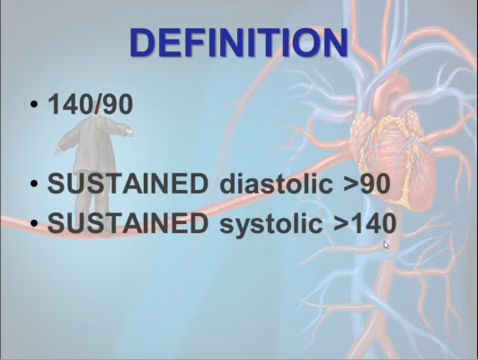 DEFINITION
• 140/90
• SUSTAINED diastolic >90
• SUSTAINED systolic >140